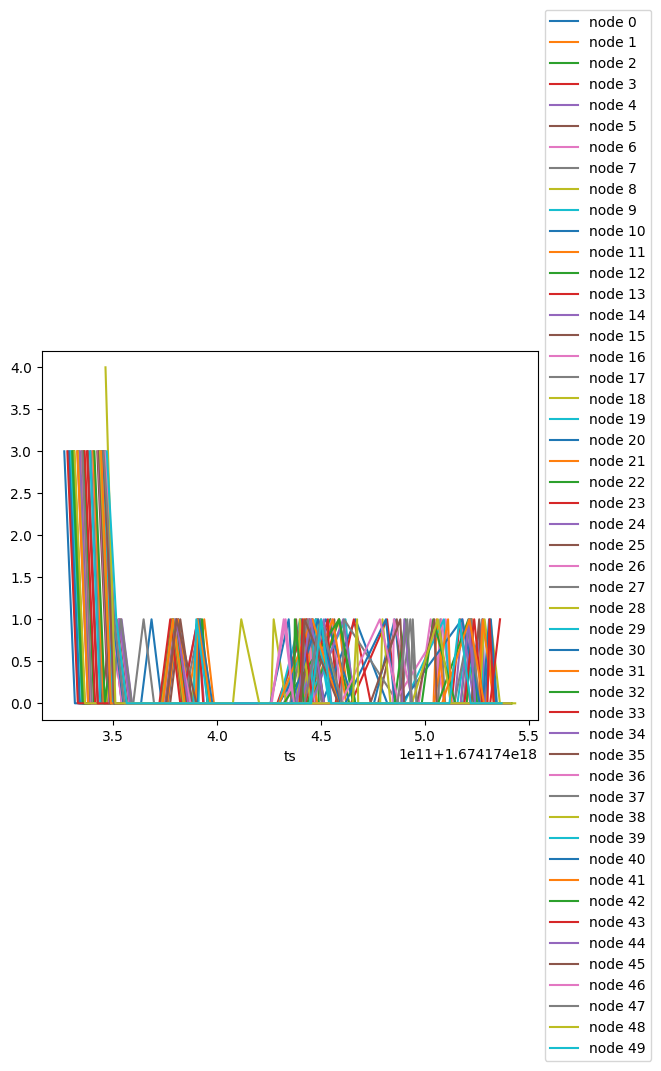 4.0
3.5
3.0
2.5
2.0
1.5
1.0
0.5
0.0
3.5 4.0 4.5 5.0 5.5
ts
1e11+1.674174e18
node 0
node 1
node 2
node 3
node 4
node 5
node 6
node 7
node 8
node 9
node 10
node 11
node 12
node 13
node 14
node 15
node 16
node 17
node 18
node 19
node 20
node 21
node 22
node 23
node 24
node 25
node 26
node 27
node 28
node 29
node 30
node 31
node 32
node 33
node 34
node 35
node 36
node 37
node 38
node 39
node 40
node 41
node 42
node 43
node 44
node 45
node 46
node 47
node 48
node 49